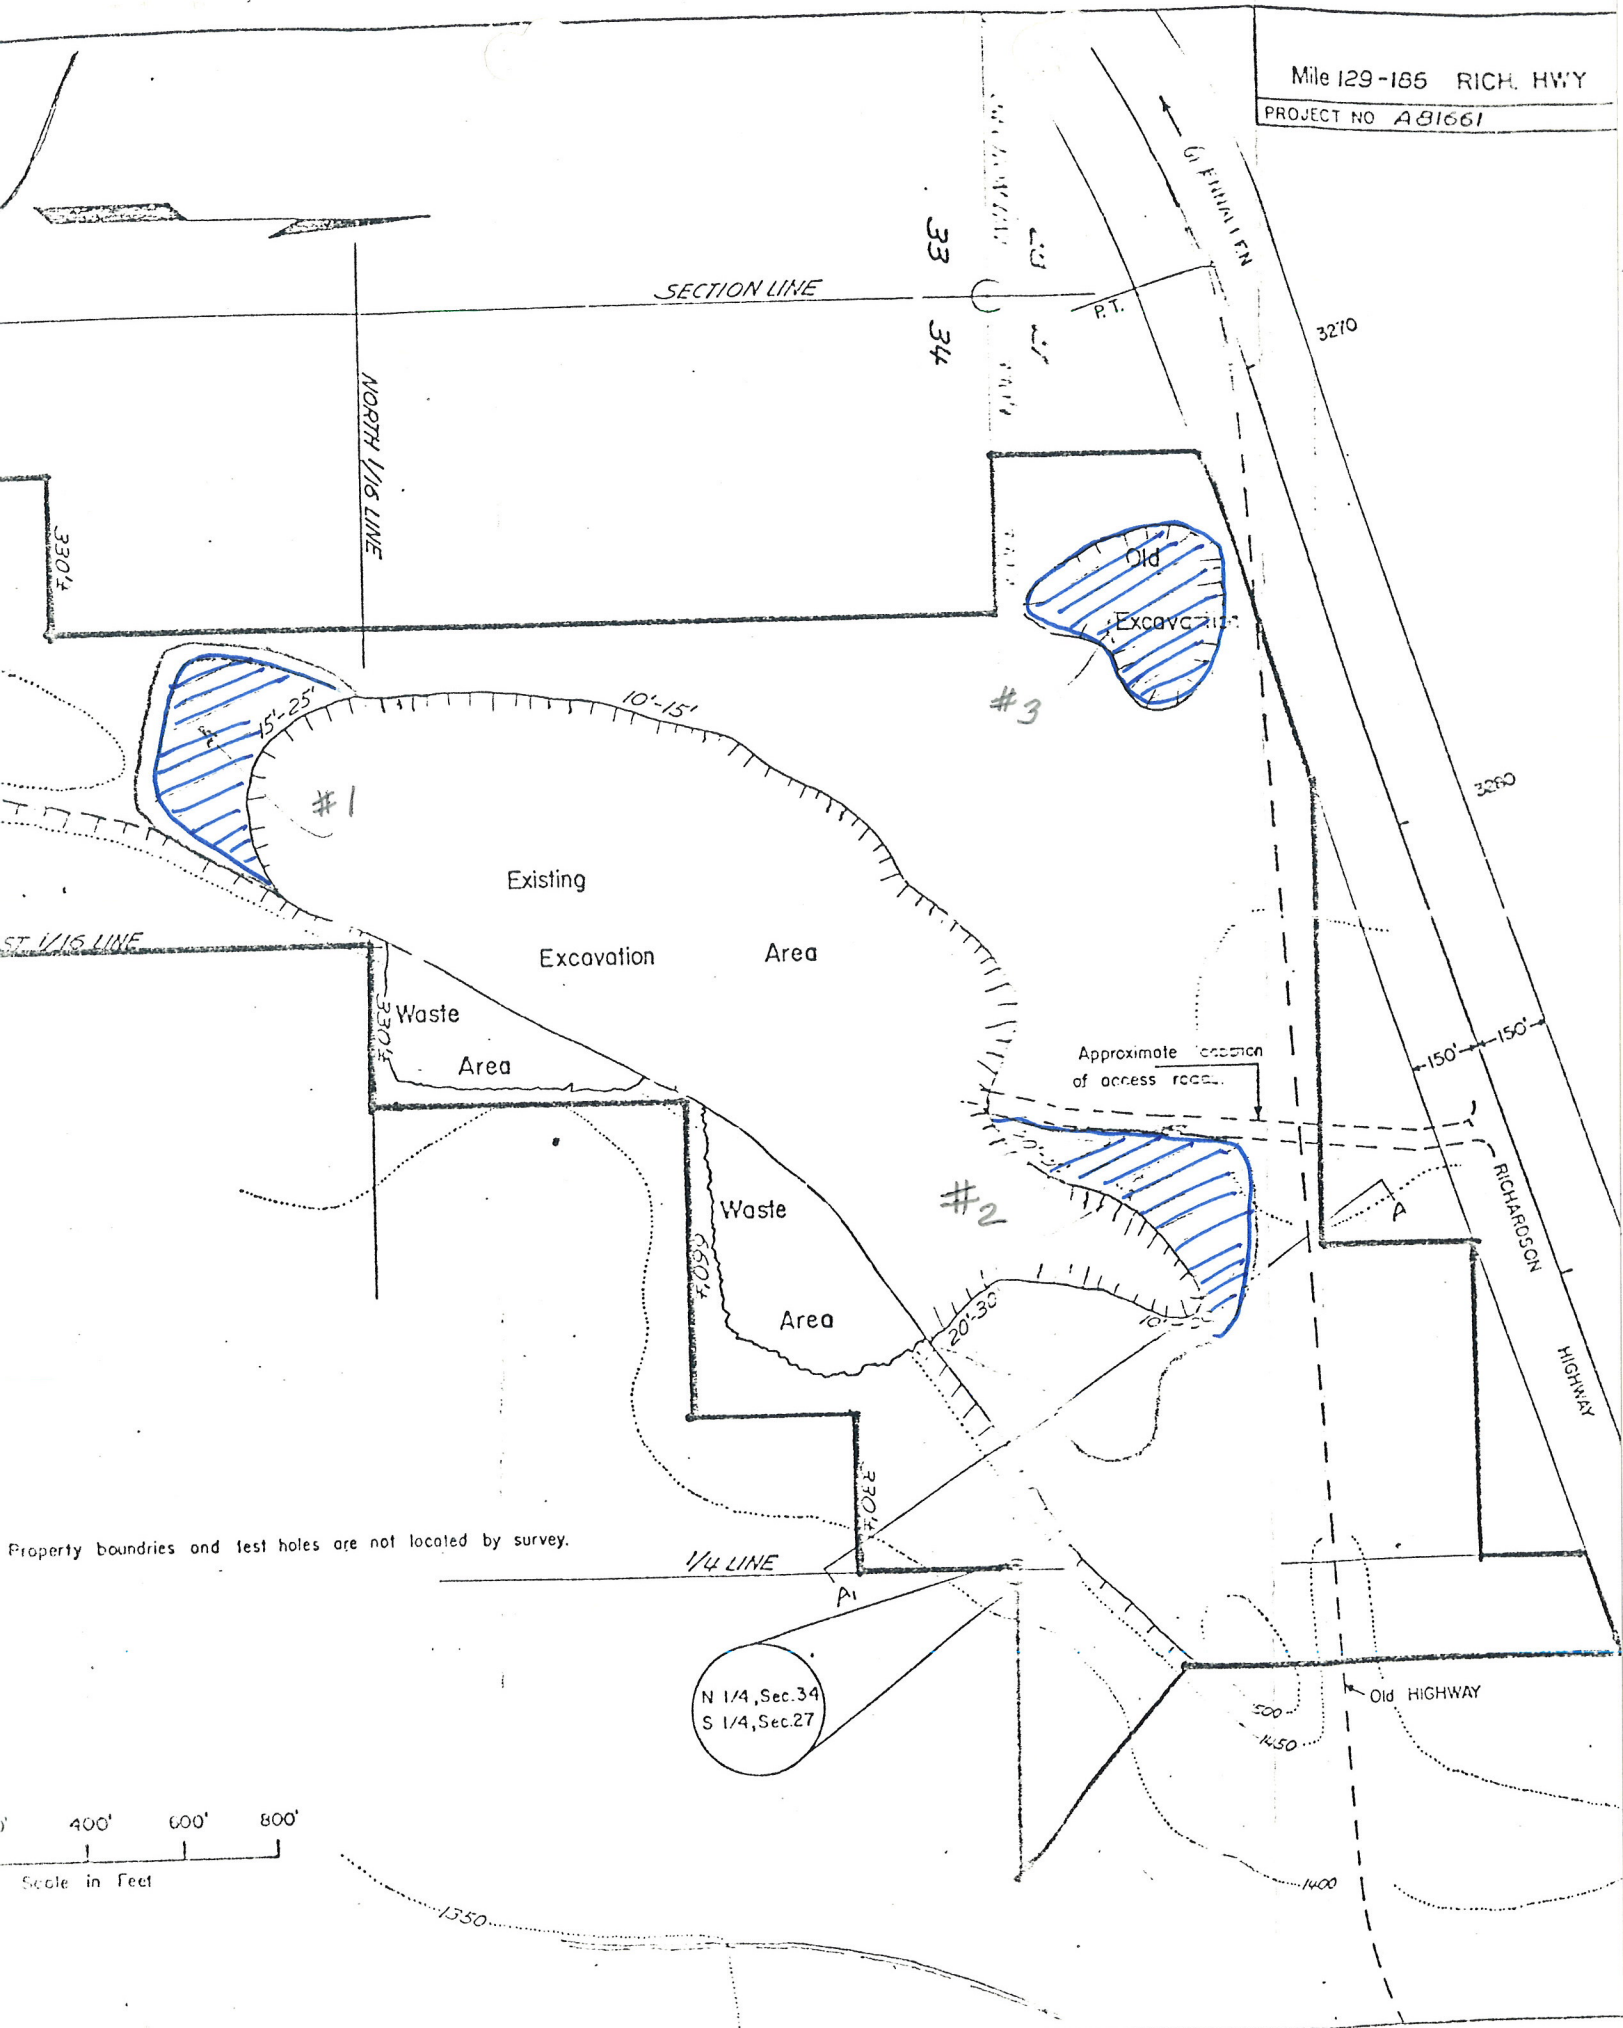 Mile 129-185 RICH. HWY
PROJECT NO A81661
33
SECTION LINE
P.T.
34
3270
NORTH 1/16 LINE
330'±
Old
15'-25'
10'-15'
#3
3280
#1
Existing
Excavation Area
ST 1/16 LINE
Waste
Area
330'±
Approximate
of access
150' 150'
#2
Waste
Area
660'±
20'-30'
A
RICHARDSON
HIGHWAY
330'±
Property boundries and test holes are not located by survey.
1/4 LINE
A1
N 1/4, Sec.34
S 1/4, Sec.27
Old HIGHWAY
500
1450
400' 600' 800'
Scale in Feet
1400
1350